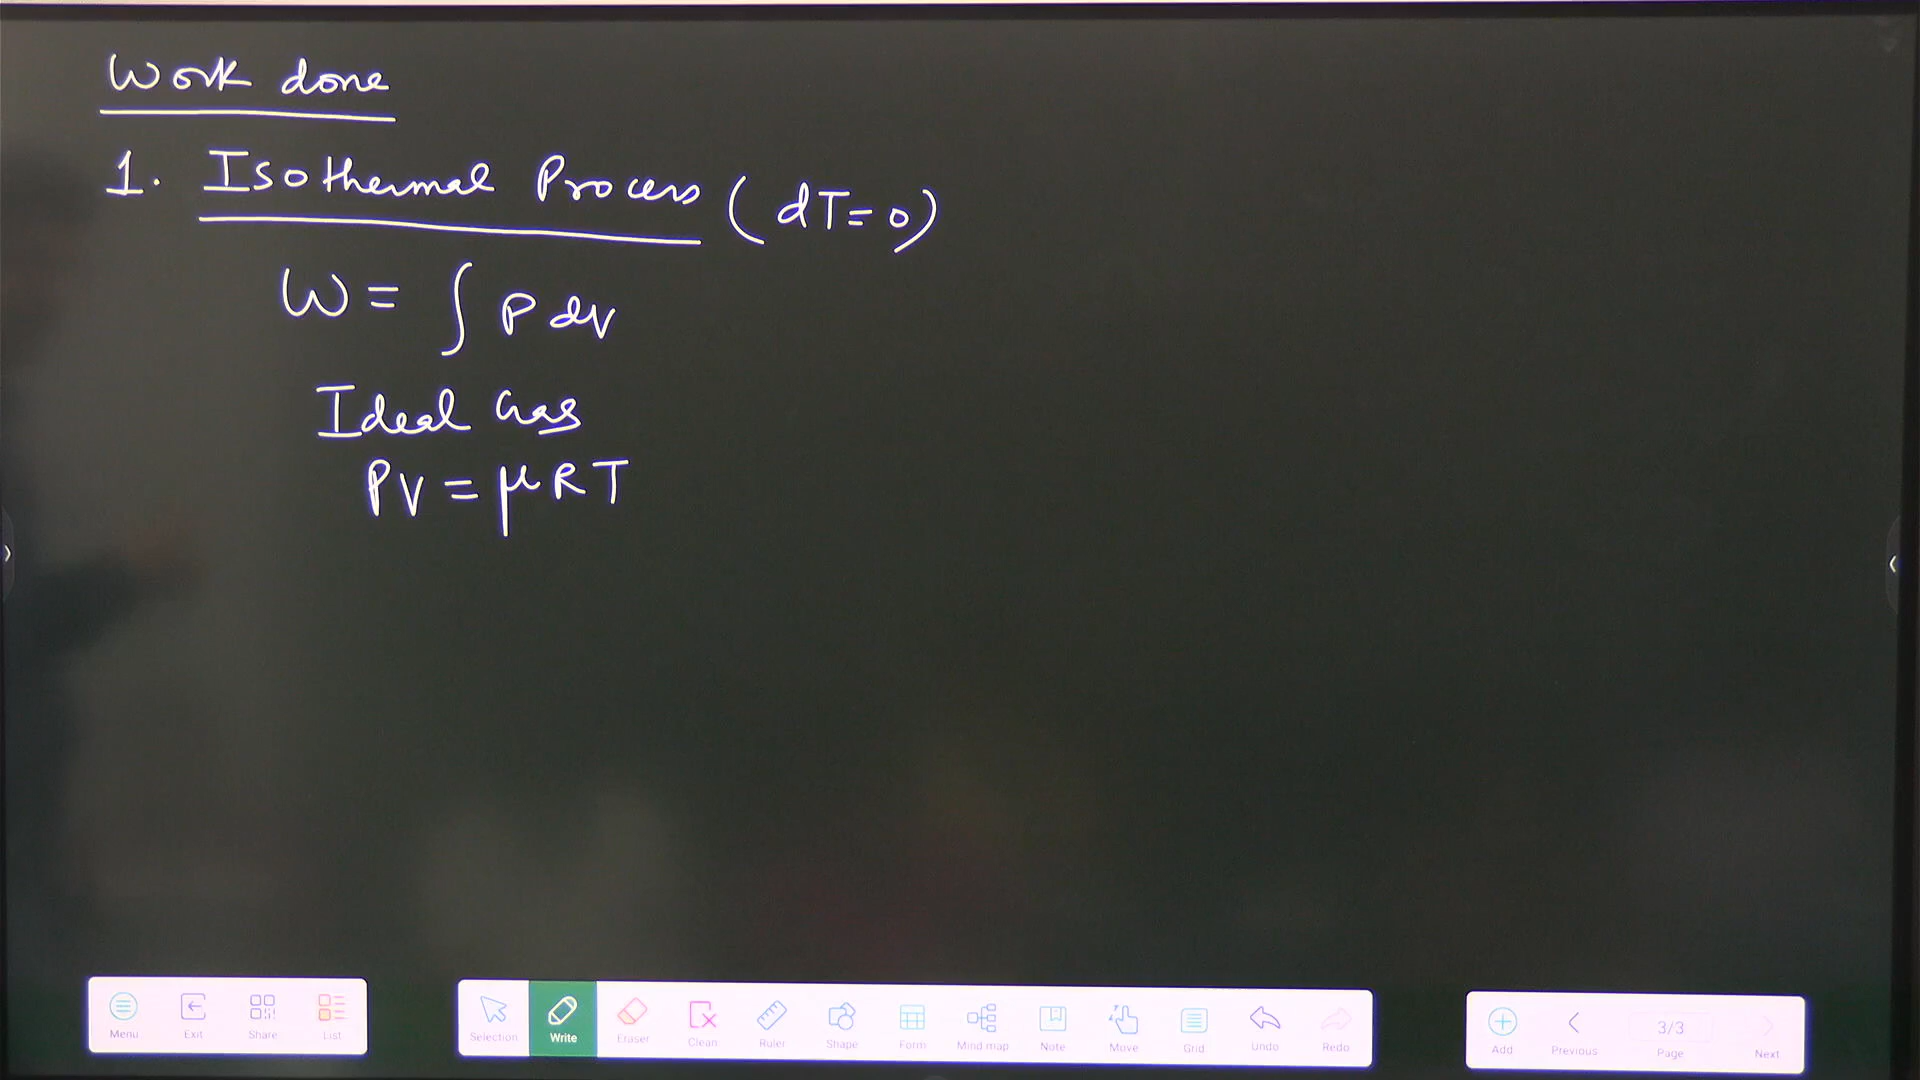 Work done
1. Isothermal Process (dT=0)
W = ∫ P dV
Ideal Gas
PV = μRT
Menu Exit Share List
Selection Write Eraser Clean Ruler Shape Form Mind map Note Move Grid Undo Redo
Add Previous 3/3 Page Next